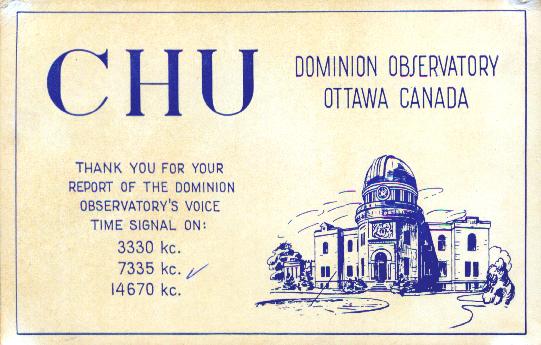 CHU
DOMINION OBSERVATORY
OTTAWA CANADA
THANK YOU FOR YOUR
REPORT OF THE DOMINION
OBSERVATORY'S VOICE
TIME SIGNAL ON:
3330 kc.
7335 kc. ✓
14670 kc.